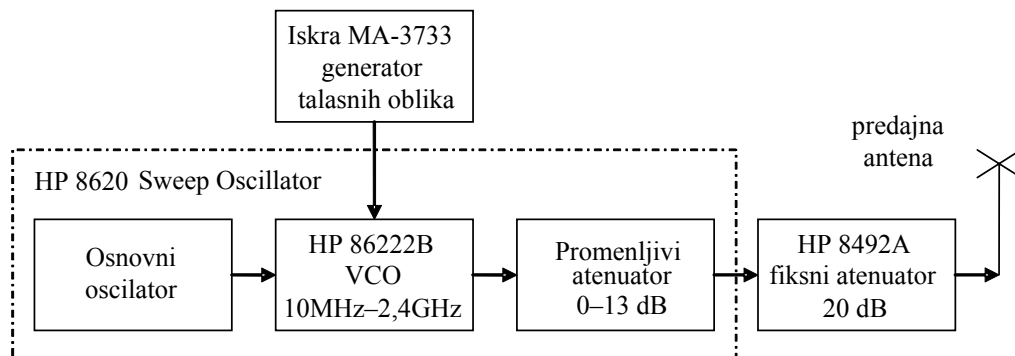 Iskra MA-3733
generator
talasnih oblika
predajna
antena
HP 8620 Sweep Oscillator
Osnovni
oscilator
HP 86222B
VCO
10MHz–2,4GHz
Promenljivi
atenuator
0–13 dB
HP 8492A
fiksni atenuator
20 dB